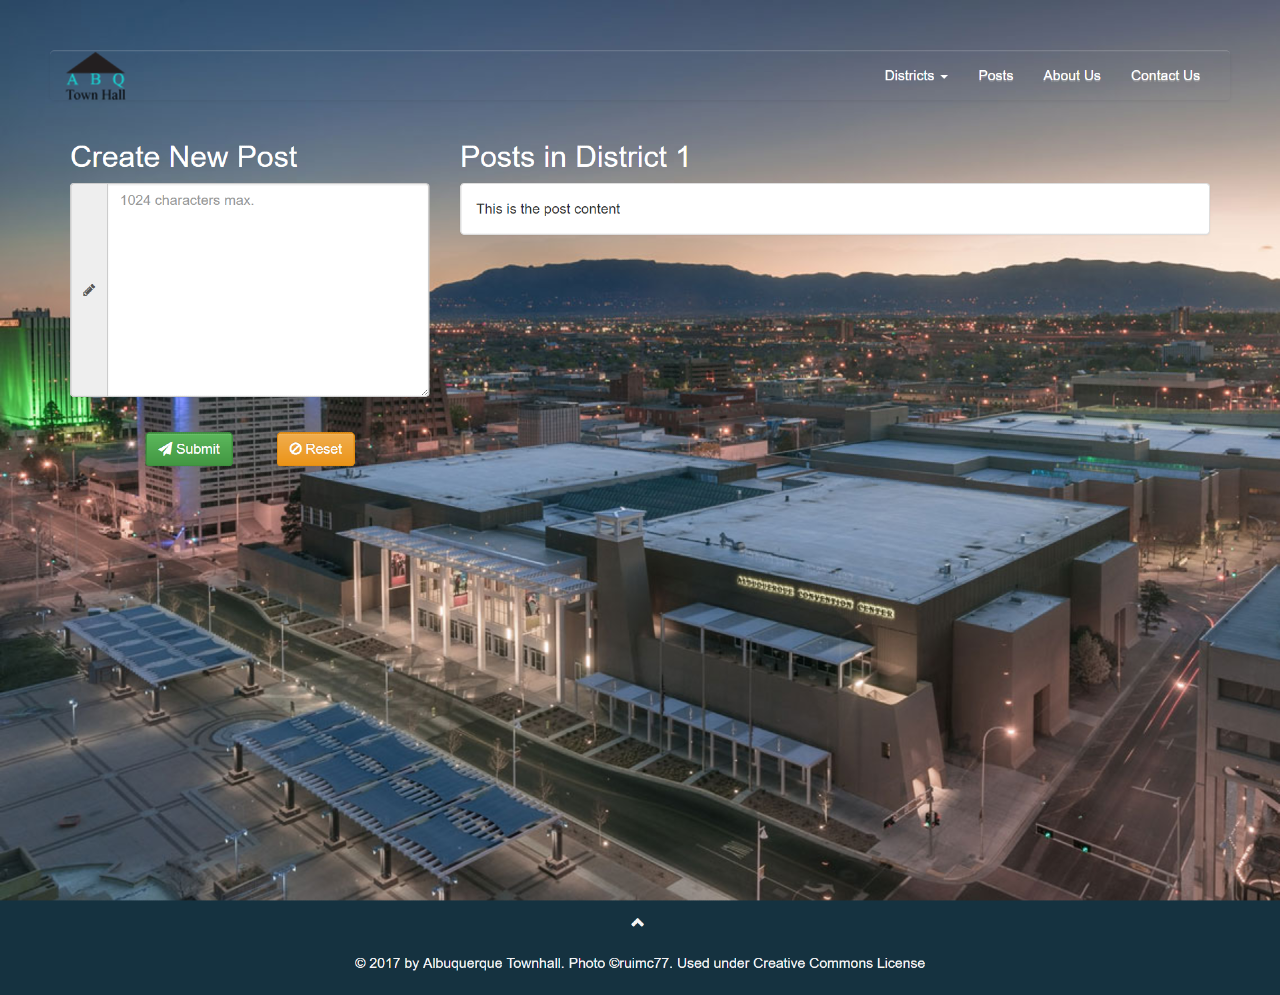 A B Q
Town Hall
Districts
Posts
About Us
Contact Us
Create New Post
1024 characters max.
Submit
Reset
Posts in District 1
This is the post content
ALBUQUERQUE CONVENTION CENTER
© 2017 by Albuquerque Townhall. Photo ©ruimc77. Used under Creative Commons License